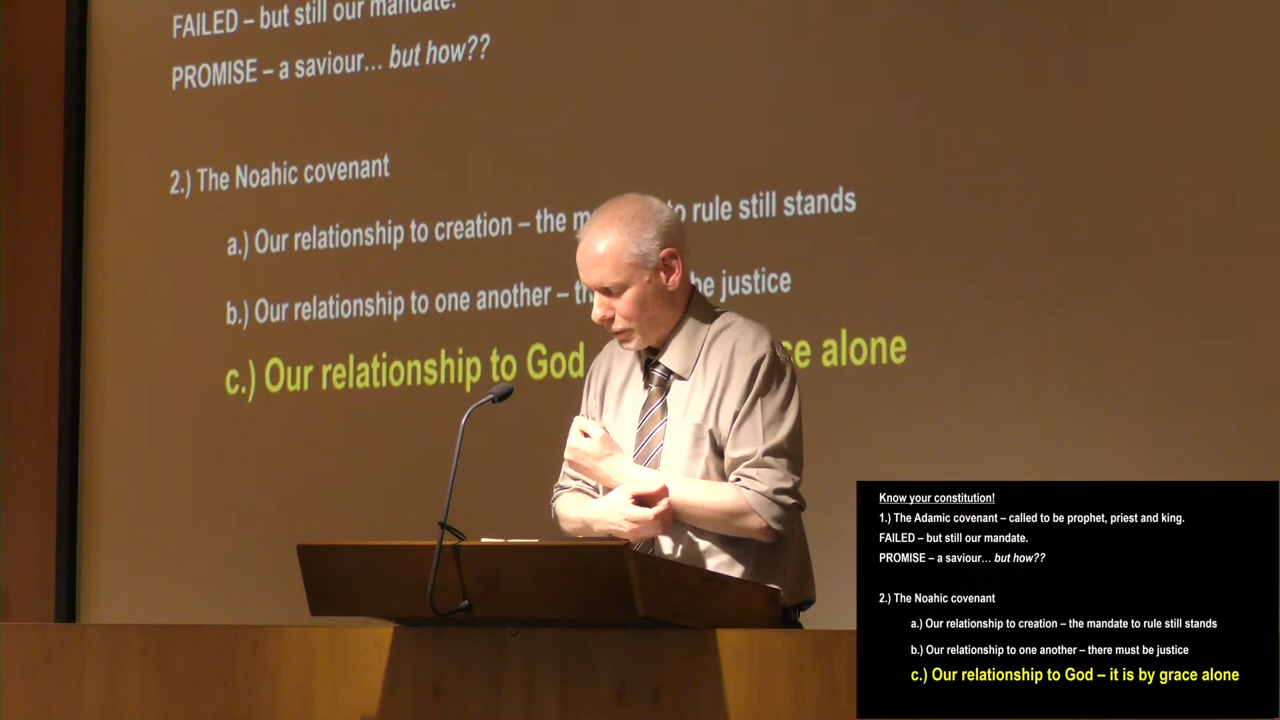 FAILED – but still our mandate.
PROMISE – a saviour… but how??
2.) The Noahic covenant
a.) Our relationship to creation – the m to rule still stands
b.) Our relationship to one another – th be justice
c.) Our relationship to God ce alone
Know your constitution!
1.) The Adamic covenant – called to be prophet, priest and king.
FAILED – but still our mandate.
PROMISE – a saviour… but how??
2.) The Noahic covenant
a.) Our relationship to creation – the mandate to rule still stands
b.) Our relationship to one another – there must be justice
c.) Our relationship to God – it is by grace alone